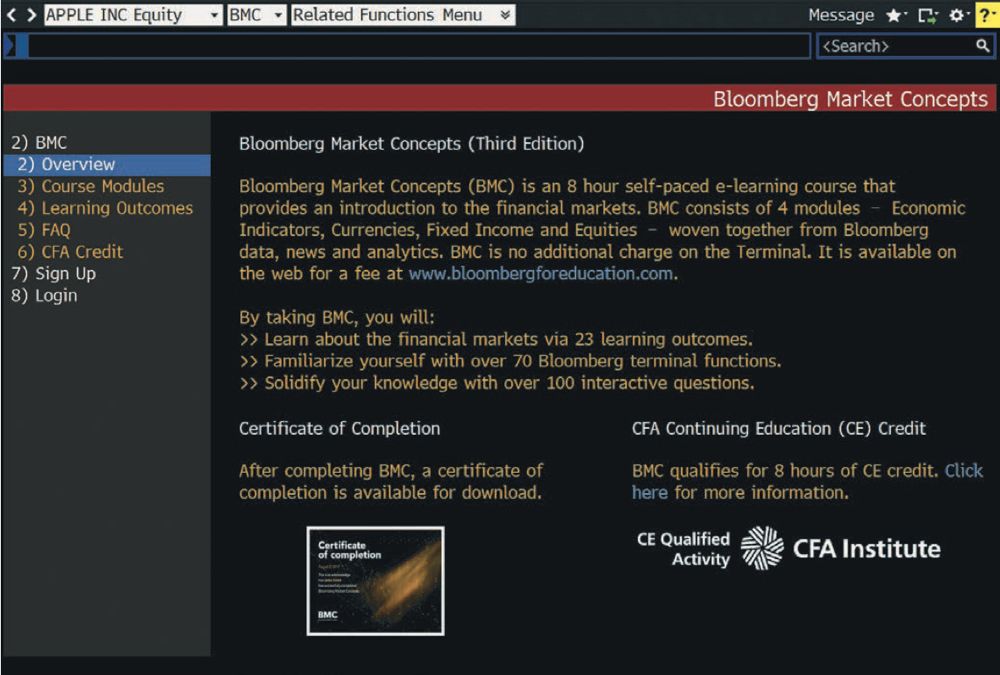 < > APPLE INC Equity BMC Related Functions Menu Message ?
<Search>
Bloomberg Market Concepts
2) BMC
2) Overview
3) Course Modules
4) Learning Outcomes
5) FAQ
6) CFA Credit
7) Sign Up
8) Login
Bloomberg Market Concepts (Third Edition)
Bloomberg Market Concepts (BMC) is an 8 hour self-paced e-learning course that
provides an introduction to the financial markets. BMC consists of 4 modules – Economic
Indicators, Currencies, Fixed Income and Equities – woven together from Bloomberg
data, news and analytics. BMC is no additional charge on the Terminal. It is available on
the web for a fee at www.bloombergforeducation.com.
By taking BMC, you will:
>> Learn about the financial markets via 23 learning outcomes.
>> Familiarize yourself with over 70 Bloomberg terminal functions.
>> Solidify your knowledge with over 100 interactive questions.
Certificate of Completion
After completing BMC, a certificate of
completion is available for download.
Certificate
of completion
BMC
CFA Continuing Education (CE) Credit
BMC qualifies for 8 hours of CE credit. Click
here for more information.
CE Qualified
Activity
CFA Institute